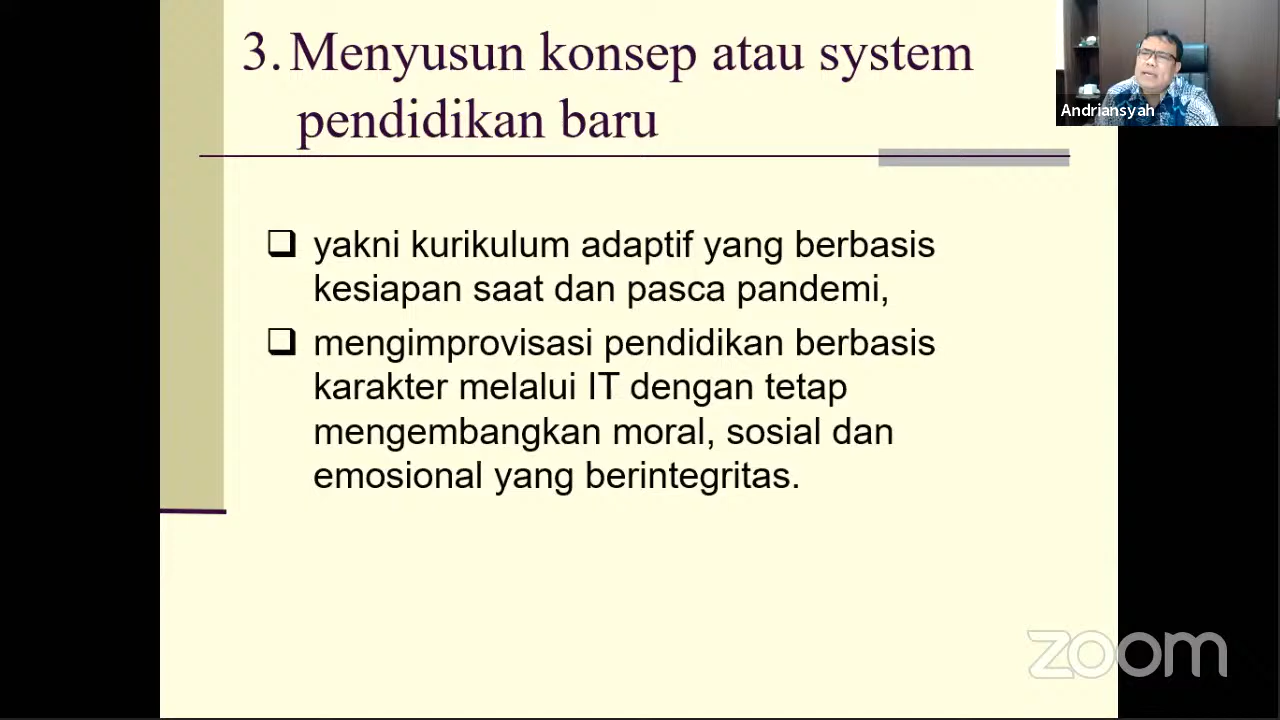 3. Menyusun konsep atau system
pendidikan baru
Andriansyah
yakni kurikulum adaptif yang berbasis
kesiapan saat dan pasca pandemi,
mengimprovisasi pendidikan berbasis
karakter melalui IT dengan tetap
mengembangkan moral, sosial dan
emosional yang berintegritas.
zoom